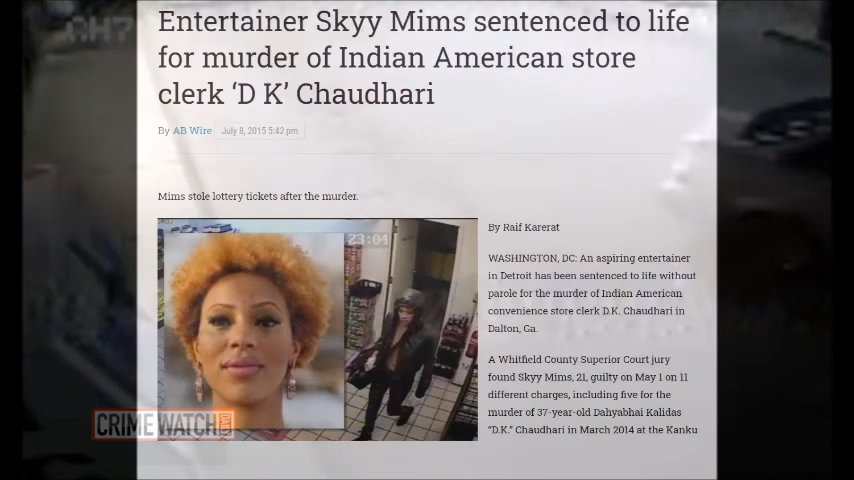 Entertainer Skyy Mims sentenced to life
for murder of Indian American store
clerk ‘D K’ Chaudhari
By AB Wire July 8, 2015 5:42 pm
Mims stole lottery tickets after the murder.
23:04
By Raif Karerat
WASHINGTON, DC: An aspiring entertainer
in Detroit has been sentenced to life without
parole for the murder of Indian American
convenience store clerk D.K. Chaudhari in
Dalton, Ga.
A Whitfield County Superior Court jury
found Skyy Mims, 21, guilty on May 1 on 11
different charges, including five for the
murder of 37-year-old Dahyabhai Kalidas
“D.K.” Chaudhari in March 2014 at the Kanku
CRIME WATCH DAILY